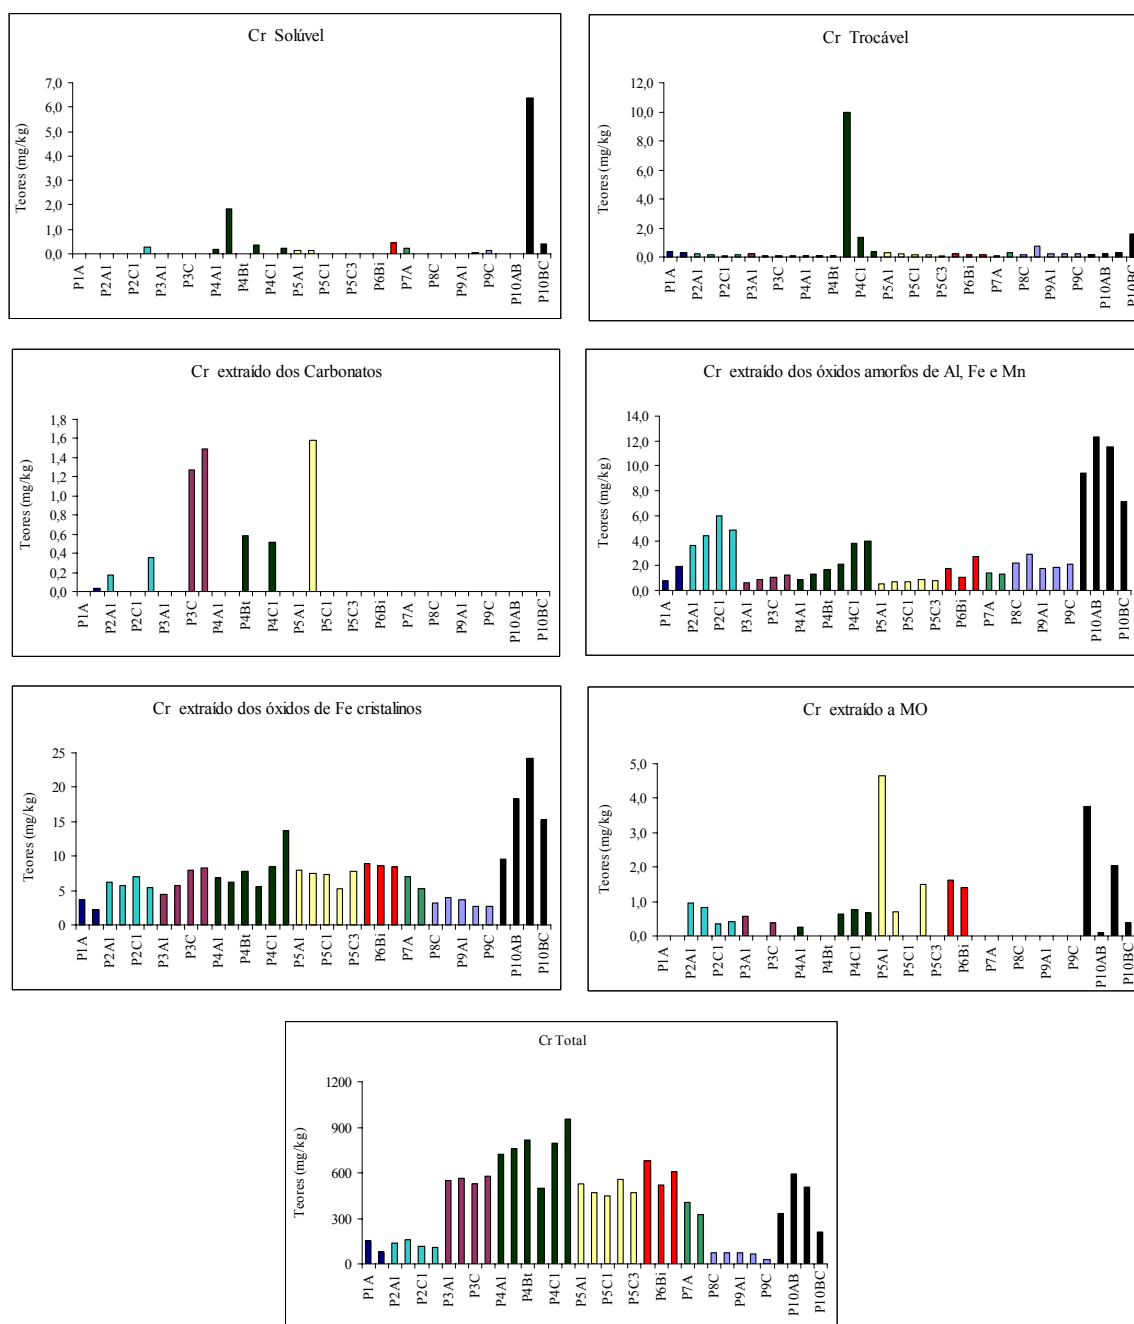 Cr Solúvel
Teores (mg/kg)
7,0
6,0
5,0
4,0
3,0
2,0
1,0
0,0
P1A P2A1 P2C1 P3A1 P3C P4A1 P4Bt P4C1 P5A1 P5C1 P5C3 P6Bi P7A P8C P9A1 P9C P10AB P10BC
Cr Trocável
Teores (mg/kg)
12,0
10,0
8,0
6,0
4,0
2,0
0,0
P1A P2A1 P2C1 P3A1 P3C P4A1 P4Bt P4C1 P5A1 P5C1 P5C3 P6Bi P7A P8C P9A1 P9C P10AB P10BC
Cr extraído dos Carbonatos
Teores (mg/kg)
1,8
1,6
1,4
1,2
1,0
0,8
0,6
0,4
0,2
0,0
P1A P2A1 P2C1 P3A1 P3C P4A1 P4Bt P4C1 P5A1 P5C1 P5C3 P6Bi P7A P8C P9A1 P9C P10AB P10BC
Cr extraído dos óxidos amorfos de Al, Fe e Mn
Teores (mg/kg)
14,0
12,0
10,0
8,0
6,0
4,0
2,0
0,0
P1A P2A1 P2C1 P3A1 P3C P4A1 P4Bt P4C1 P5A1 P5C1 P5C3 P6Bi P7A P8C P9A1 P9C P10AB P10BC
Cr extraído dos óxidos de Fe cristalinos
Teores (mg/kg)
25
20
15
10
5
0
P1A P2A1 P2C1 P3A1 P3C P4A1 P4Bt P4C1 P5A1 P5C1 P5C3 P6Bi P7A P8C P9A1 P9C P10AB P10BC
Cr extraído a MO
Teores (mg/kg)
5,0
4,0
3,0
2,0
1,0
0,0
P1A P2A1 P2C1 P3A1 P3C P4A1 P4Bt P4C1 P5A1 P5C1 P5C3 P6Bi P7A P8C P9A1 P9C P10AB P10BC
Cr Total
Teores (mg/kg)
1200
900
600
300
0
P1A P2A1 P2C1 P3A1 P3C P4A1 P4Bt P4C1 P5A1 P5C1 P5C3 P6Bi P7A P8C P9A1 P9C P10AB P10BC